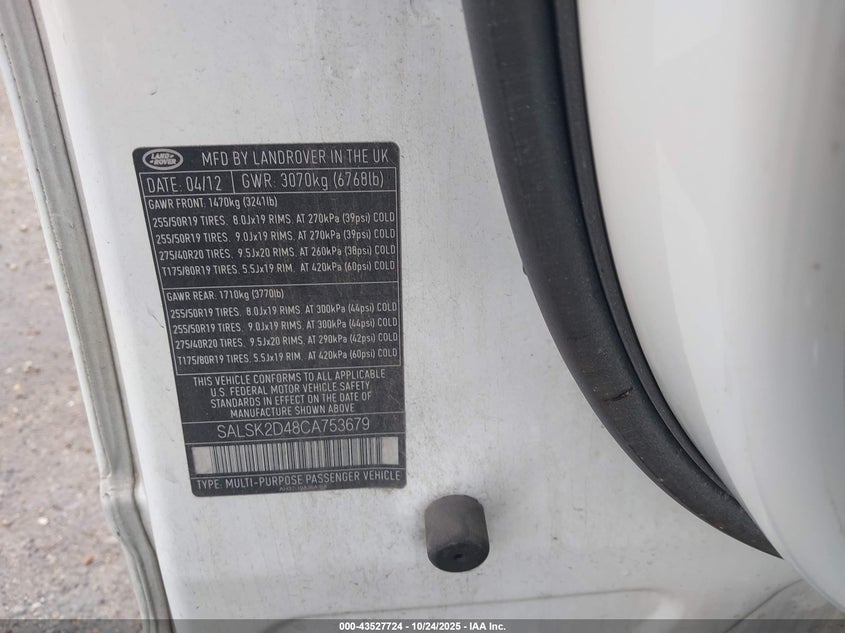 LAND ROVER
MFD BY LANDROVER IN THE UK
DATE: 04/12 GWR: 3070kg (6768lb)
GAWR FRONT: 1470kg (3241lb)
255/50R19 TIRES. 8.0Jx19 RIMS. AT 270kPa (39psi) COLD
255/50R19 TIRES. 9.0Jx19 RIMS. AT 270kPa (39psi) COLD
275/40R20 TIRES. 9.5Jx20 RIMS. AT 260kPa (38psi) COLD
T175/80R19 TIRES. 5.5Jx19 RIM. AT 420kPa (60psi) COLD
GAWR REAR: 1710kg (3770lb)
255/50R19 TIRES. 8.0Jx19 RIMS. AT 300kPa (44psi) COLD
255/50R19 TIRES. 9.0Jx19 RIMS. AT 300kPa (44psi) COLD
275/40R20 TIRES. 9.5Jx20 RIMS. AT 290kPa (42psi) COLD
T175/80R19 TIRES. 5.5Jx19 RIM. AT 420kPa (60psi) COLD
THIS VEHICLE CONFORMS TO ALL APPLICABLE
U.S. FEDERAL MOTOR VEHICLE SAFETY
STANDARDS IN EFFECT ON THE DATE OF
MANUFACTURE SHOWN ABOVE
SALSK2D48CA753679
TYPE: MULTI-PURPOSE PASSENGER VEHICLE
000-43527724 - 10/24/2025 - IAA Inc.